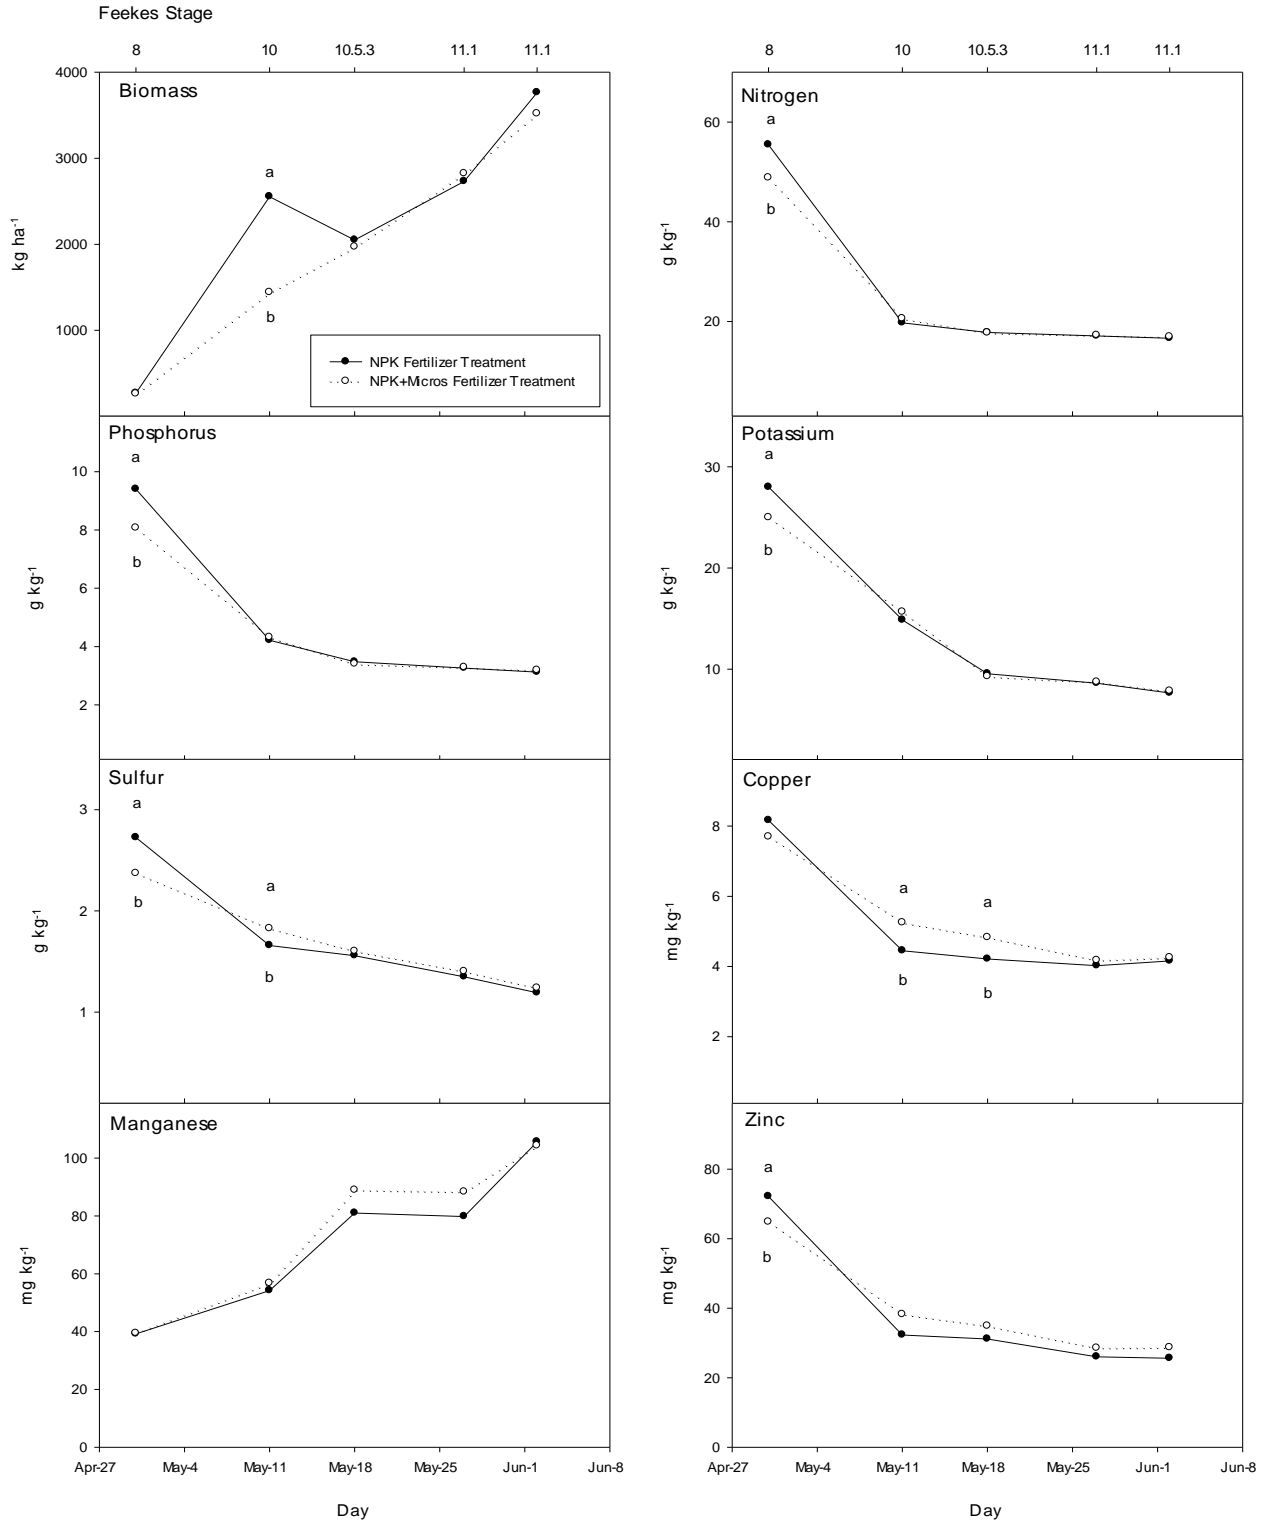 Feekes Stage
8 10 10.5.3 11.1 11.1
8 10 10.5.3 11.1 11.1
Biomass
4000
3000
2000
1000
kg ha-1
a
b
NPK Fertilizer Treatment
NPK+Micros Fertilizer Treatment
Nitrogen
60
40
20
g kg-1
a
b
Phosphorus
10
8
6
4
2
g kg-1
a
b
Potassium
30
20
10
g kg-1
a
b
Sulfur
3
2
1
g kg-1
a
b
a
b
Copper
8
6
4
2
mg kg-1
a
b
a
b
Manganese
100
80
60
40
20
0
mg kg-1
Apr-27 May-4 May-11 May-18 May-25 Jun-1 Jun-8
Day
Zinc
80
60
40
20
0
mg kg-1
a
b
Apr-27 May-4 May-11 May-18 May-25 Jun-1 Jun-8
Day